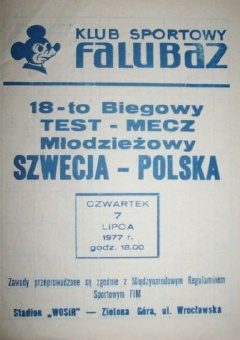 KLUB SPORTOWY
FALUBAZ
18-to Biegowy
TEST - MECZ
Młodzieżowy
SZWECJA - POLSKA
CZWARTEK
7
LIPCA
1977 r.
godz. 18.00
Zawody przeprowadzone są zgodnie z Międzynarodowym Regulaminem
Sportowym FIM
Stadion „WOSiR" — Zielona Góra, ul. Wrocławska